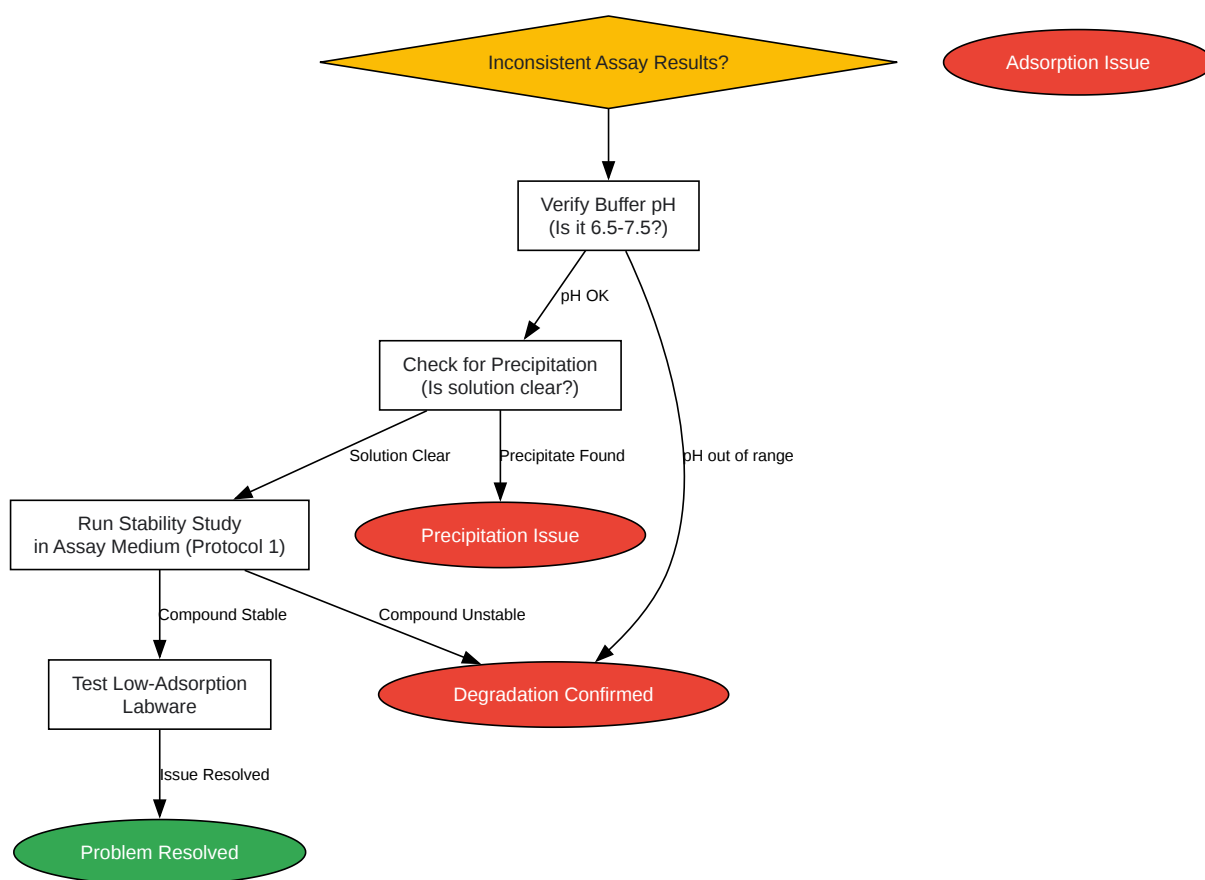 Inconsistent Assay Results?
Adsorption Issue
Verify Buffer pH
(Is it 6.5-7.5?)
pH OK
Check for Precipitation
(Is solution clear?)
Solution Clear
Precipitate Found
pH out of range
Run Stability Study
in Assay Medium (Protocol 1)
Precipitation Issue
Compound Stable
Compound Unstable
Test Low-Adsorption
Labware
Degradation Confirmed
Issue Resolved
Problem Resolved